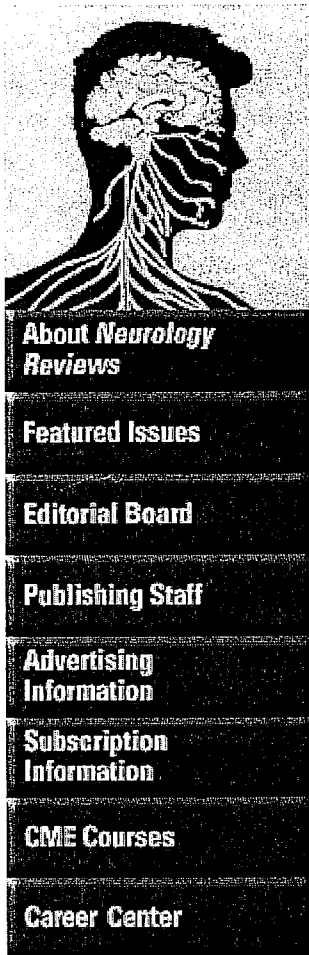 About Neurology
Reviews
Featured Issues
Editorial Board
Publishing Staff
Advertising
Information
Subscription
Information
CME Courses
Career Center